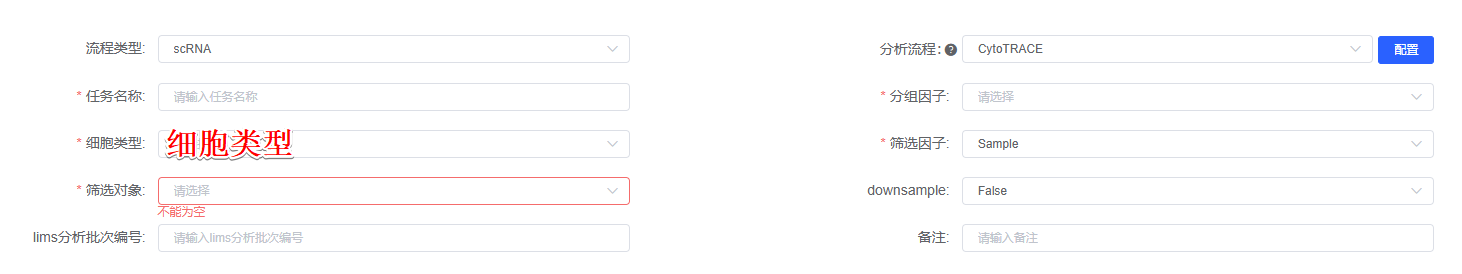 流程类型: scRNA 分析流程: ? CytoTRACE 配置
* 任务名称: 请输入任务名称 * 分组因子: 请选择
* 细胞类型: 细胞类型 * 筛选因子: Sample
* 筛选对象: 请选择 downsample: False
不能为空
lims分析批次编号: 请输入lims分析批次编号 备注: 请输入备注